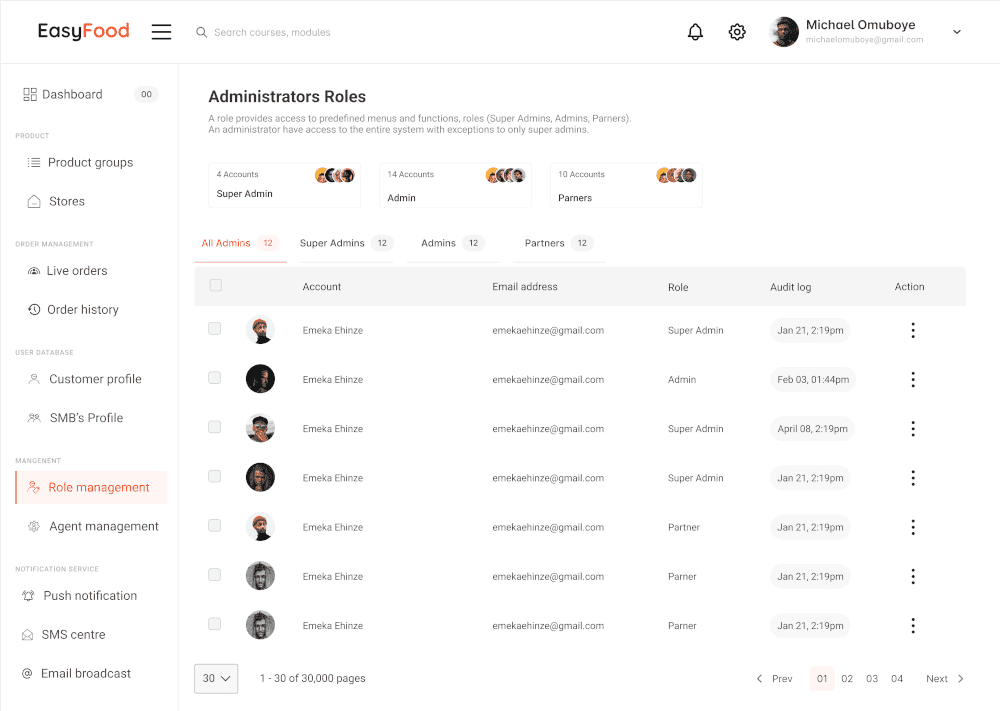 EasyFood
Search courses, modules
Michael Omuboye
michaelomuboye@gmail.com
Dashboard 00
PRODUCT
Product groups
Stores
ORDER MANAGEMENT
Live orders
Order history
USER DATABASE
Customer profile
SMB's Profile
MANGENENT
Role management
Agent management
NOTIFICATION SERVICE
Push notification
SMS centre
Email broadcast
Administrators Roles
A role provides access to predefined menus and functions, roles (Super Admins, Admins, Parners).
An administrator have access to the entire system with exceptions to only super admins.
4 Accounts
Super Admin
14 Accounts
Admin
10 Accounts
Parners
All Admins 12 Super Admins 12 Admins 12 Partners 12
Account Email address Role Audit log Action
Emeka Ehinze emekaehinze@gmail.com Super Admin Jan 21, 2:19pm
Emeka Ehinze emekaehinze@gmail.com Admin Feb 03, 01:44pm
Emeka Ehinze emekaehinze@gmail.com Super Admin April 08, 2:19pm
Emeka Ehinze emekaehinze@gmail.com Super Admin Jan 21, 2:19pm
Emeka Ehinze emekaehinze@gmail.com Partner Jan 21, 2:19pm
Emeka Ehinze emekaehinze@gmail.com Parner Jan 21, 2:19pm
Emeka Ehinze emekaehinze@gmail.com Parner Jan 21, 2:19pm
30 1 - 30 of 30,000 pages Prev 01 02 03 04 Next